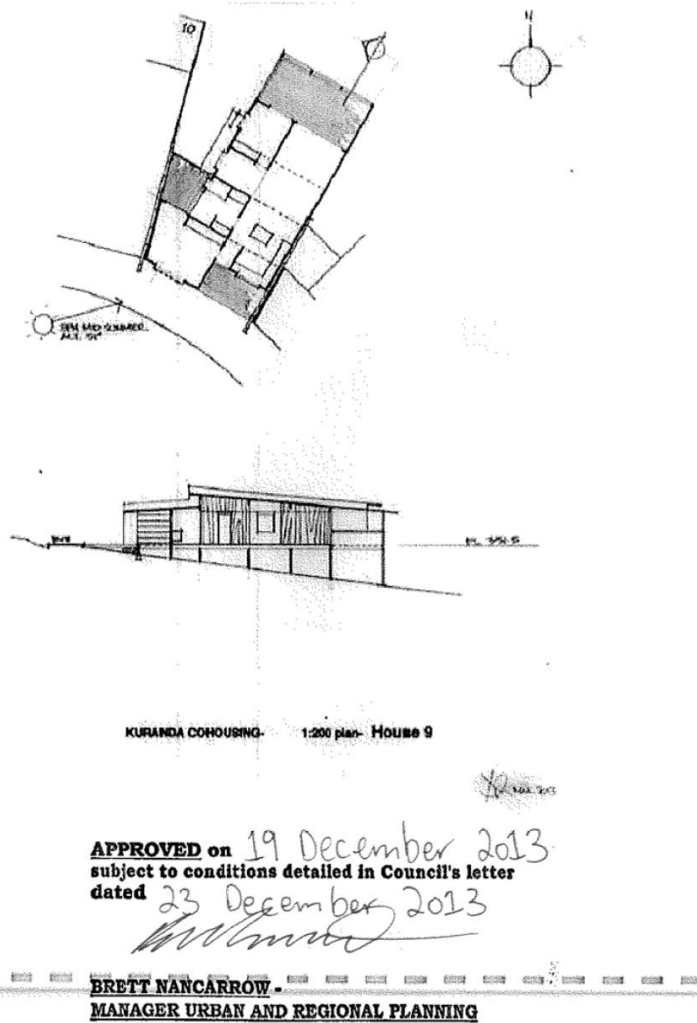 10
N
KURANDA COHOUSING- 1:200 plan- House 9
APPROVED on 19 December 2013
subject to conditions detailed in Council's letter
dated 23 December 2013
BRETT NANCARROW -
MANAGER URBAN AND REGIONAL PLANNING